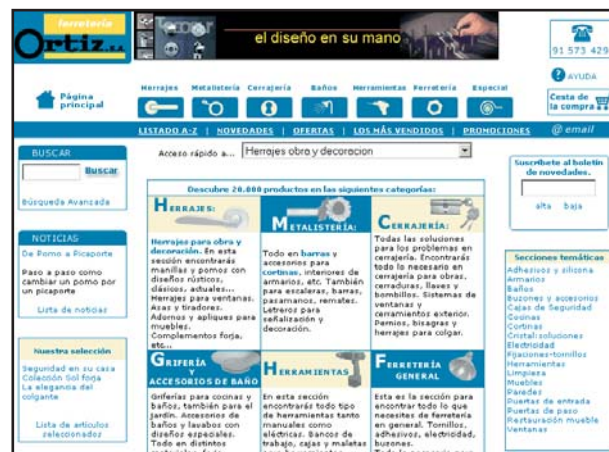 ferretería
Ortiz S.A.
el diseño en su mano
91 573 429
AYUDA
Página
principal
Herrajes Metalistería Cerrajería Baños Herramientas Ferretería Especial
Cesta de
la compra
LISTADO A-Z | NOVEDADES | OFERTAS | LOS MÁS VENDIDOS | PROMOCIONES @ email
BUSCAR
Buscar
Búsqueda Avanzada
NOTICIAS
De Pomo a Picaporte
Paso a paso como
cambiar un pomo por
un picaporte
Lista de noticias
Nuestra selección
Seguridad en su casa
Colección Sol forja
La elegancia del
colgante
Lista de artículos
seleccionados
Acceso rápido a... Herrajes obra y decoracion
Descubre 20.000 productos en las siguientes categorías:
HERRAJES:
Herrajes para obra y
decoración. En esta
sección encontrarás
manillas y pomos con
diseños rústicos,
clásicos, actuales...
Herrajes para ventanas.
Asas y tiradores.
Adornos y apliques para
muebles.
Complementos forja,
etc...
METALISTERÍA:
Todo en barras y
accesorios para
cortinas, interiores de
armarios, etc. También
para escaleras, barras,
pasamanos, remates.
Letreros para
señalización y
decoración.
CERRAJERÍA:
Todas las soluciones
para los problemas en
cerrajería. Encontrarás
todo lo necesario en
cerrajería para obras,
cerraduras, llaves y
bombillos. Sistemas de
ventanas y
cerramientos exterior.
Pernios, bisagras y
herrajes para colgar.
GRIFERÍA
Y
ACCESORIOS DE BAÑO
Griferías para cocinas y
baños, también para el
jardín. Accesorios de
baños y lavabos con
diseños especiales.
Todo en distintos
HERRAMIENTAS
En esta sección
encontrarás todo tipo
de herramientas tanto
manuales como
eléctricas. Bancos de
trabajo, cajas y maletas
FERRETERÍA
GENERAL
Esta es la sección para
encontrar todo lo que
necesites de ferretería
en general. Tornillos,
adhesivos, electricidad,
buzones.
Suscríbete al boletín
de novedades.
alta baja
Secciones temáticas
Adhesivos y silicona
Armarios
Baños
Buzones y accesorios
Cajas de Seguridad
Cocinas
Cortinas
Cristal:soluciones
Electricidad
Fijaciones-tornillos
Herramientas
Limpieza
Muebles
Paredes
Puertas de entrada
Puertas de paso
Restauración mueble
Ventanas